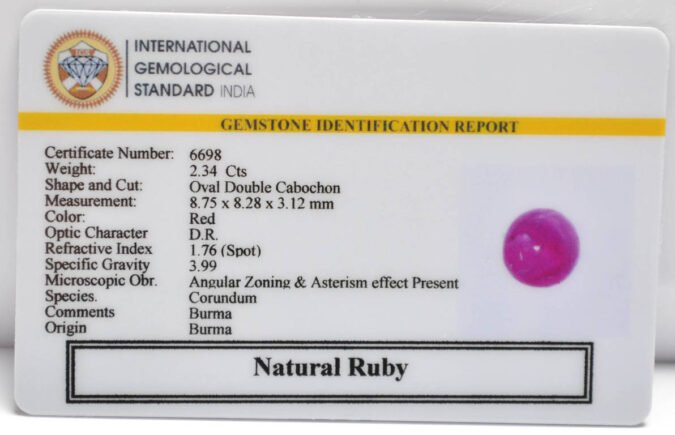 INTERNATIONAL
GEMOLOGICAL
STANDARD INDIA
GEMSTONE IDENTIFICATION REPORT
Certificate Number: 6698
Weight: 2.34 Cts
Shape and Cut: Oval Double Cabochon
Measurement: 8.75 x 8.28 x 3.12 mm
Color: Red
Optic Character D.R.
Refractive Index 1.76 (Spot)
Specific Gravity 3.99
Microscopic Obr. Angular Zoning & Asterism effect Present
Species. Corundum
Comments Burma
Origin Burma
Natural Ruby